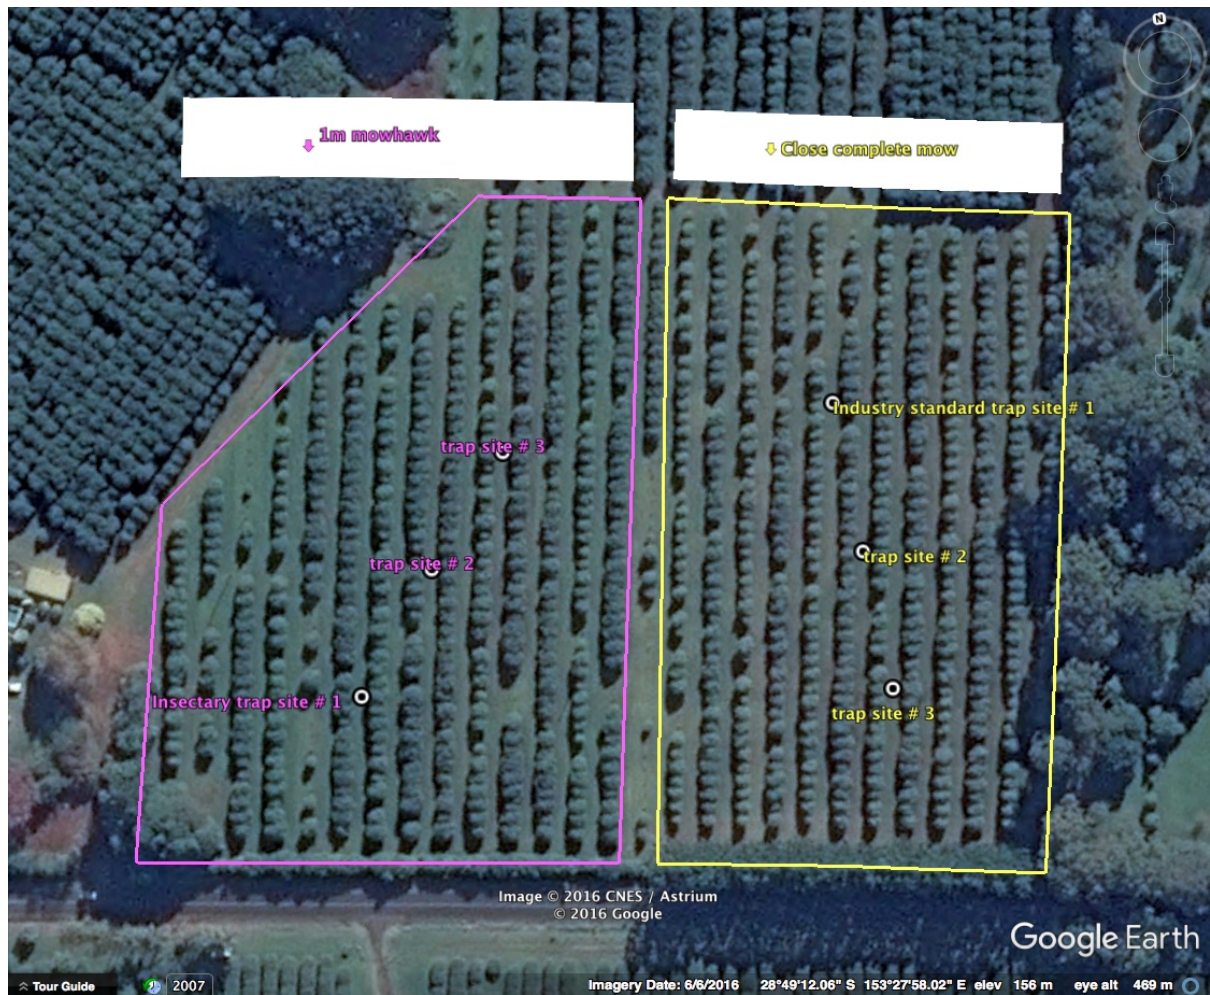 N
1m mowhawk
Close complete mow
Industry standard trap site # 1
trap site # 3
trap site # 2
trap site # 2
Insectary trap site # 1
trap site # 3
Image © 2016 CNES / Astrium
© 2016 Google
Google Earth
Tour Guide
2007
Imagery Date: 6/6/2016 28°49'12.06" S 153°27'58.02" E elev 156 m eye alt 469 m